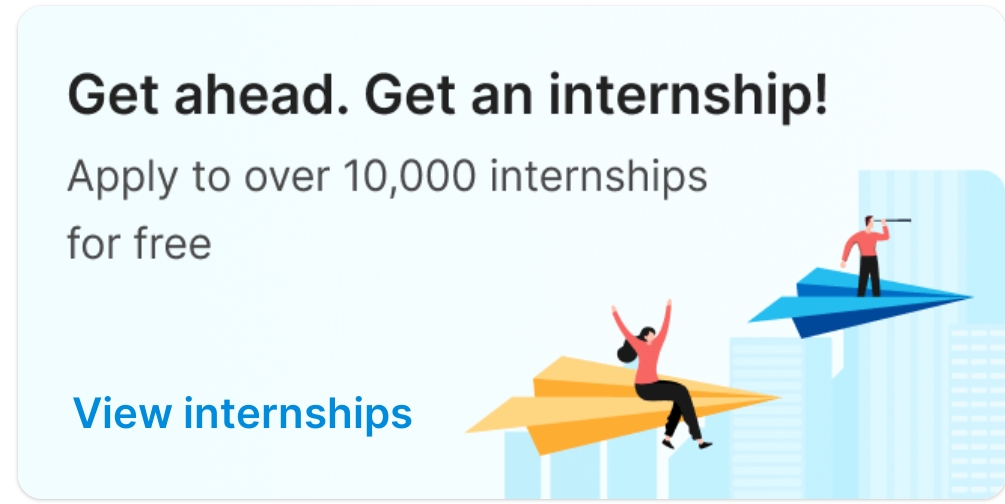 Get ahead. Get an internship!
Apply to over 10,000 internships
for free
View internships